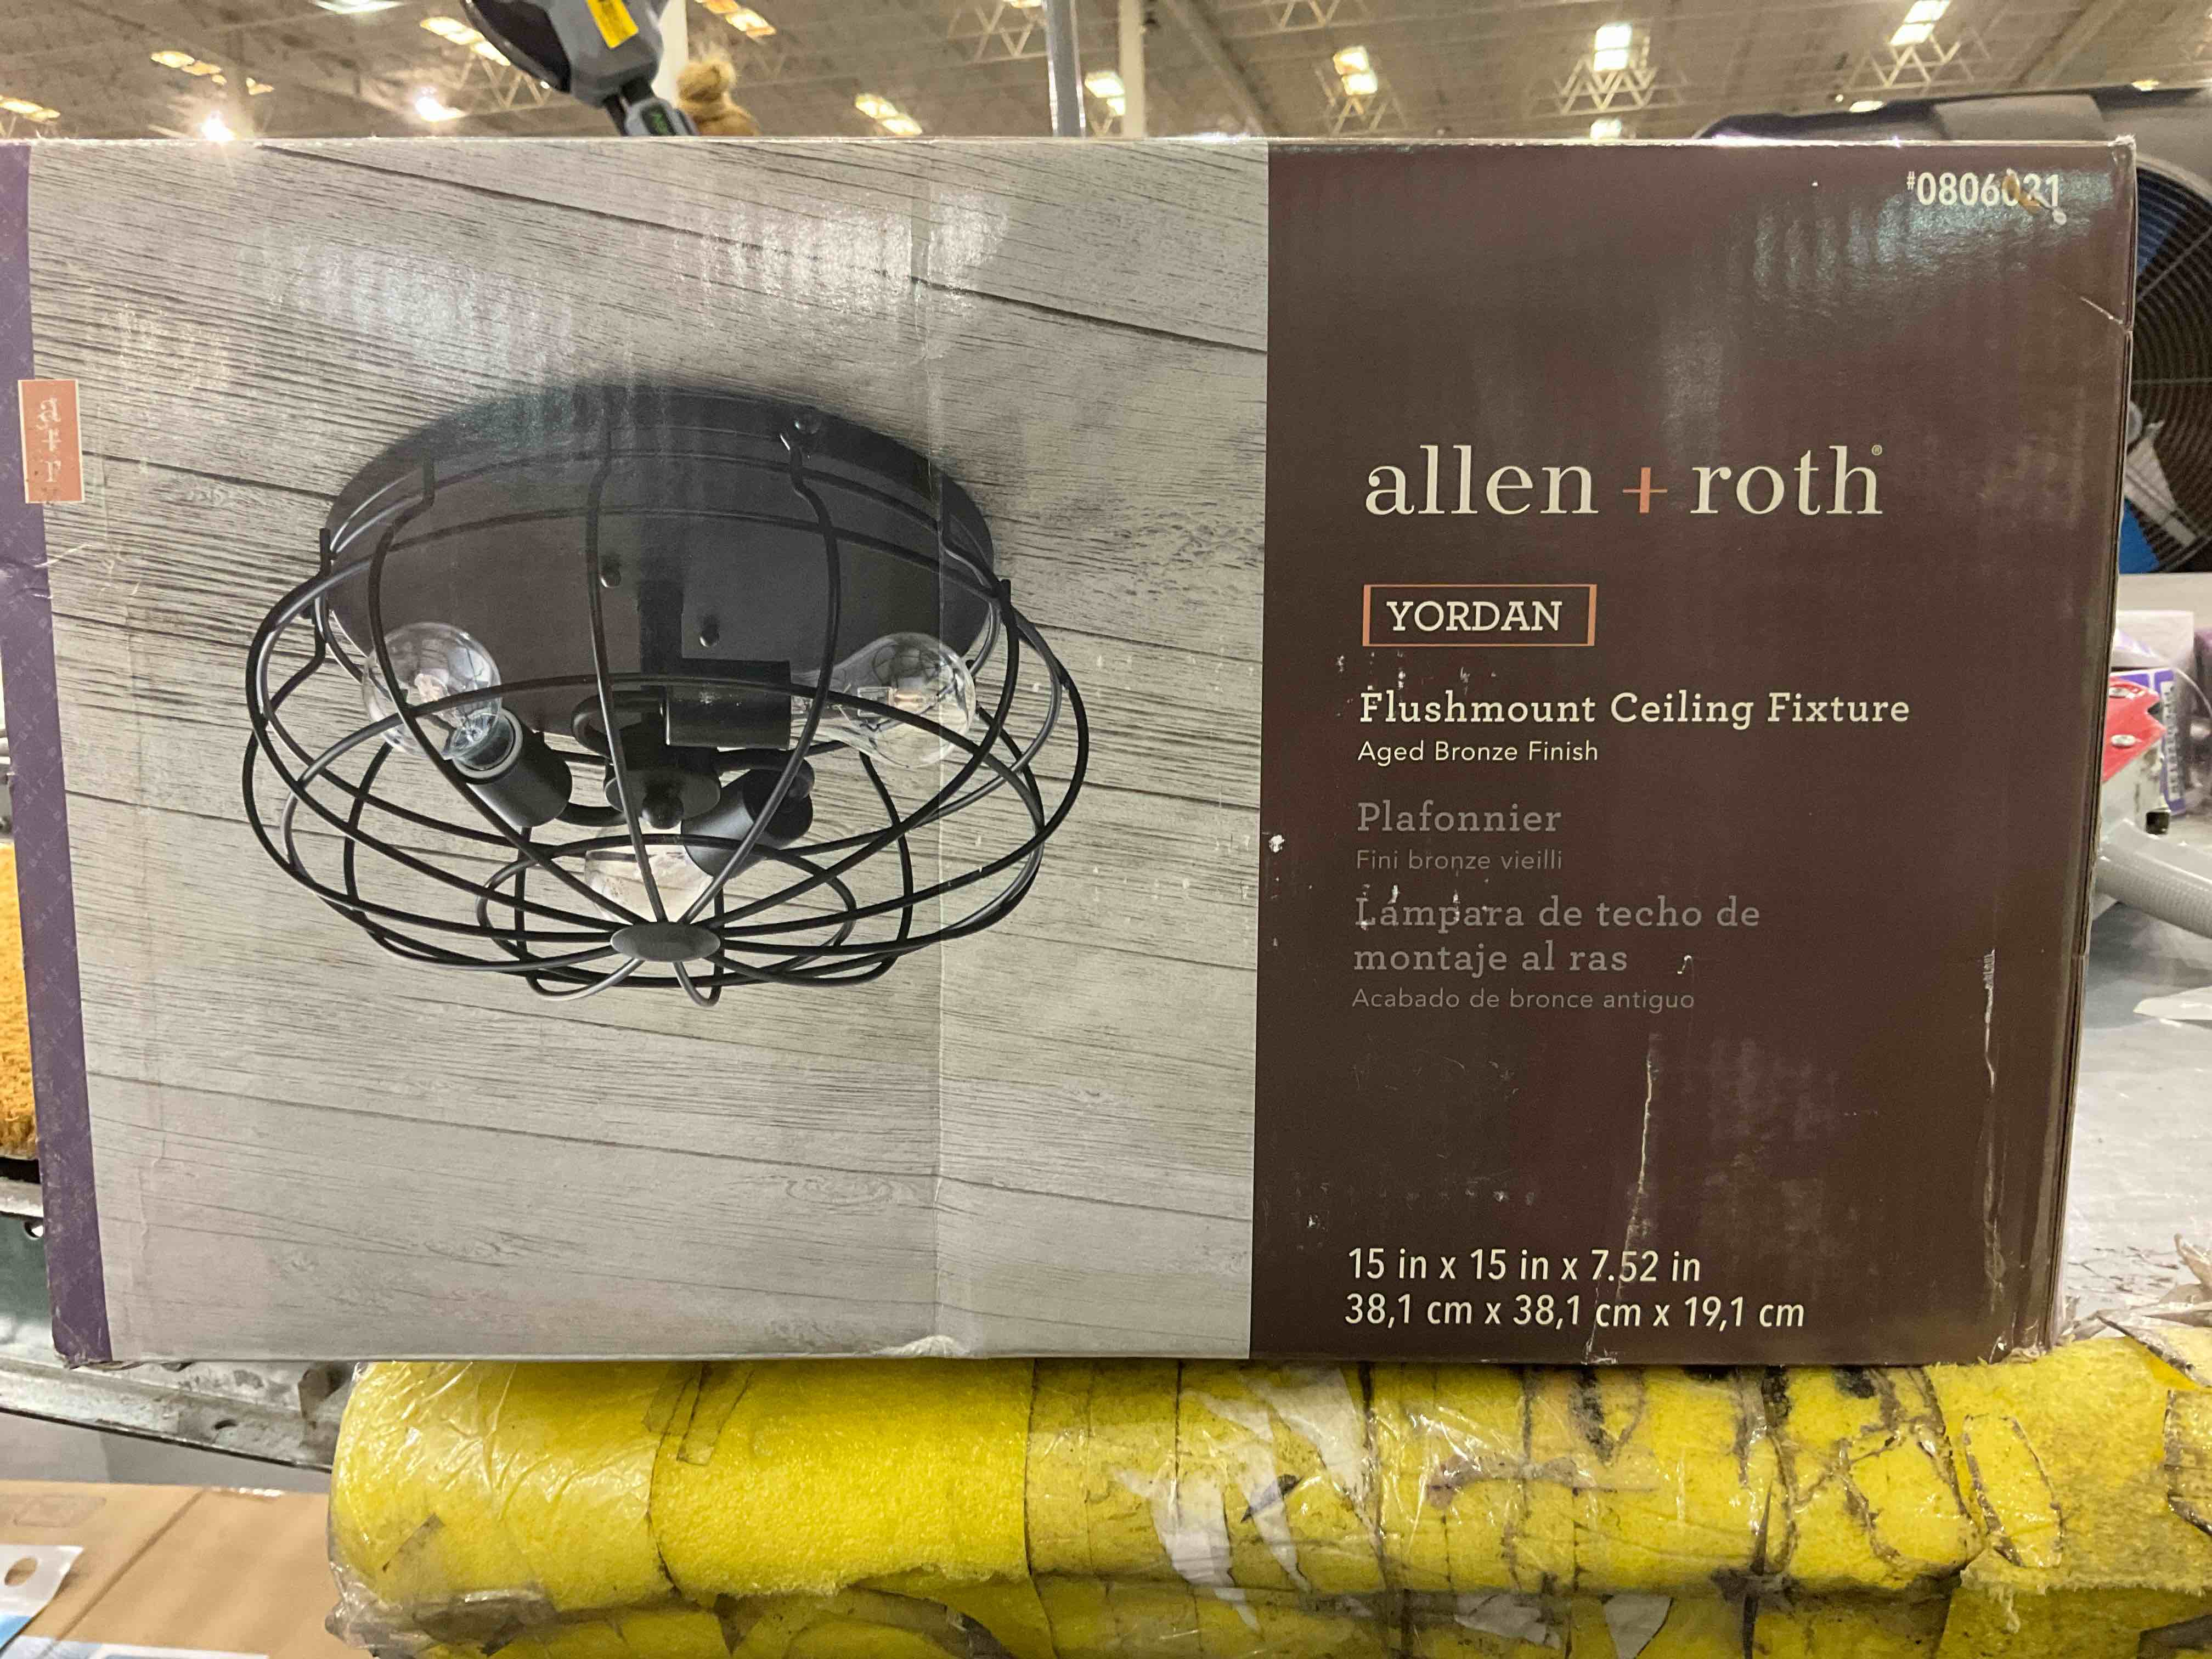 #0806021
a+r
allen + roth®
YORDAN
Flushmount Ceiling Fixture
Aged Bronze Finish
Plafonnier
Fini bronze vieilli
Lámpara de techo de
montaje al ras
Acabado de bronce antiguo
15 in x 15 in x 7.52 in
38,1 cm x 38,1 cm x 19,1 cm